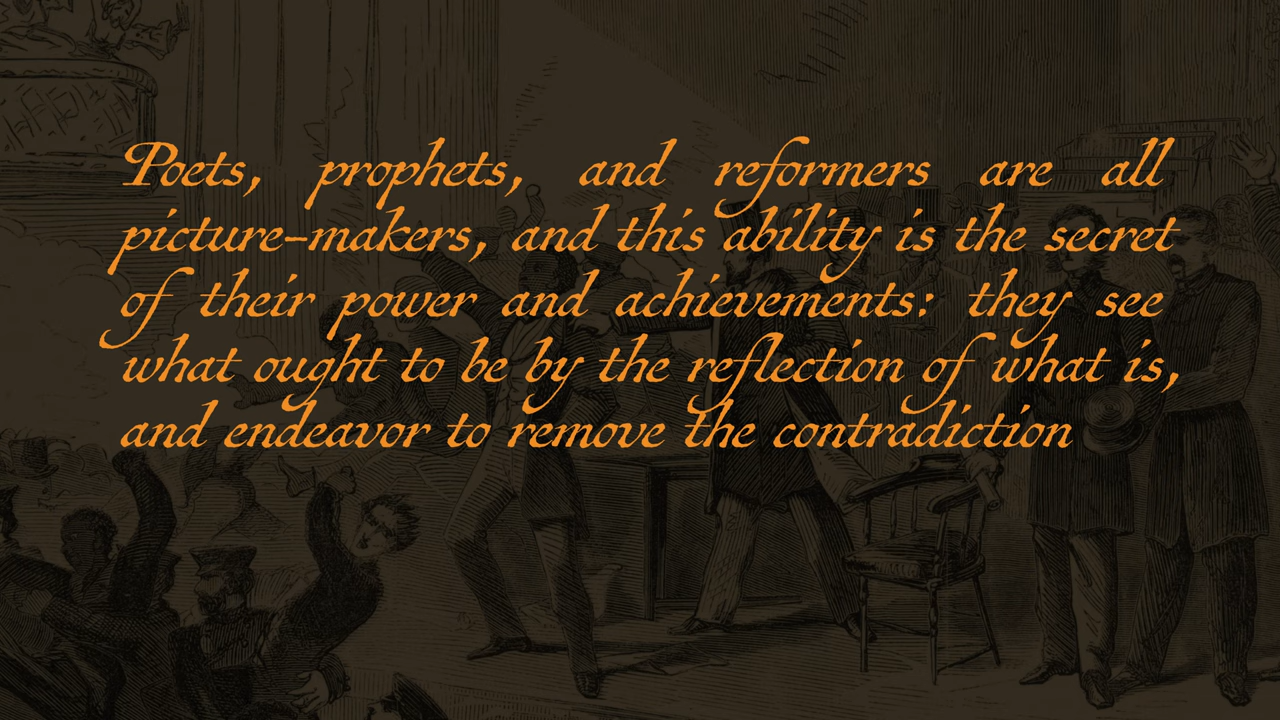 Poets, prophets, and reformers are all
picture-makers, and this ability is the secret
of their power and achievements: they see
what ought to be by the reflection of what is,
and endeavor to remove the contradiction